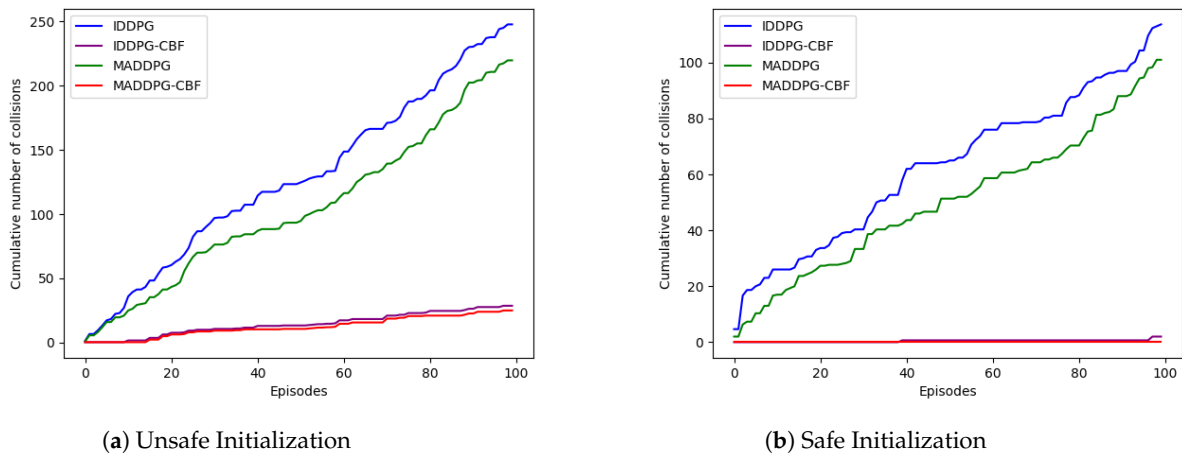 IDDPG
IDDPG-CBF
MADDPG
MADDPG-CBF
Cumulative number of collisions
250
200
150
100
50
0
0 20 40 60 80 100
Episodes
(a) Unsafe Initialization
IDDPG
IDDPG-CBF
MADDPG
MADDPG-CBF
Cumulative number of collisions
100
80
60
40
20
0
0 20 40 60 80 100
Episodes
(b) Safe Initialization